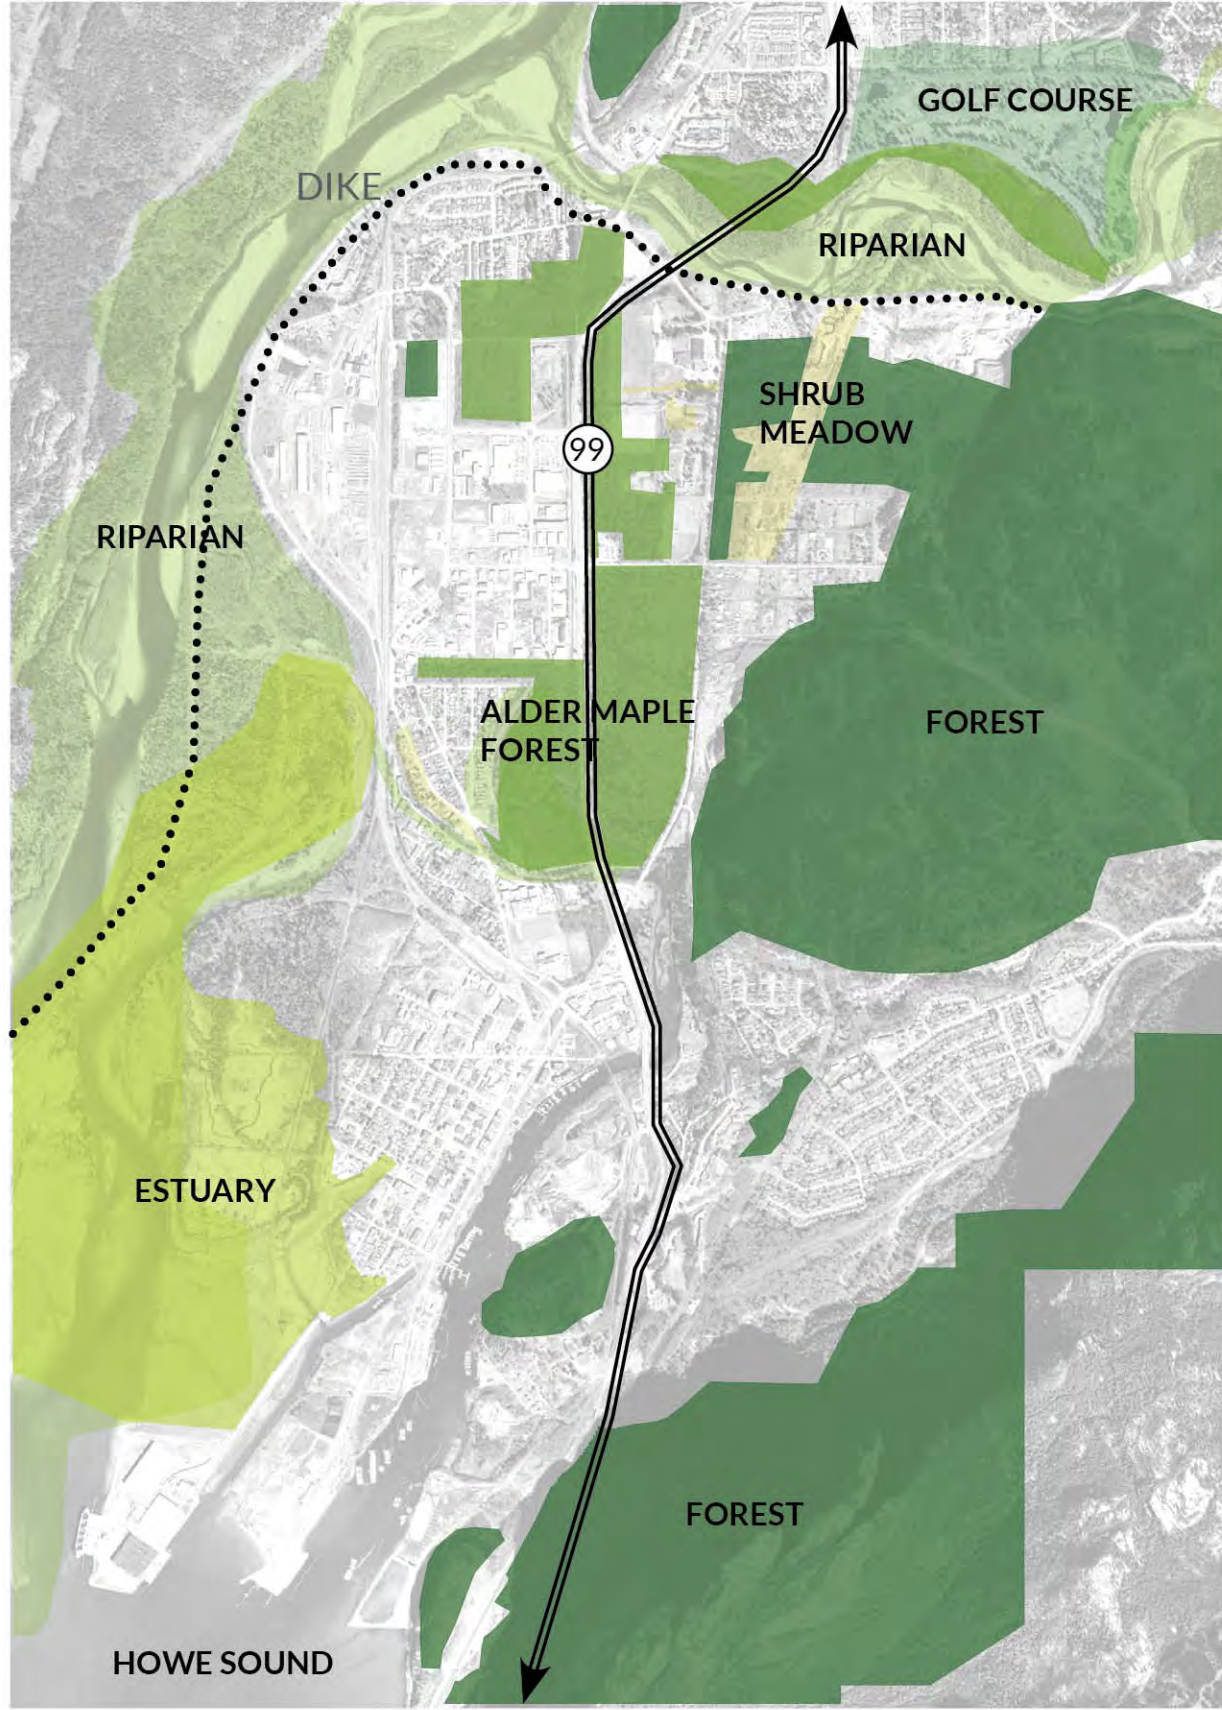 GOLF COURSE
DIKE
RIPARIAN
SHRUB
MEADOW
99
RIPARIAN
ALDER MAPLE
FOREST
FOREST
ESTUARY
FOREST
HOWE SOUND